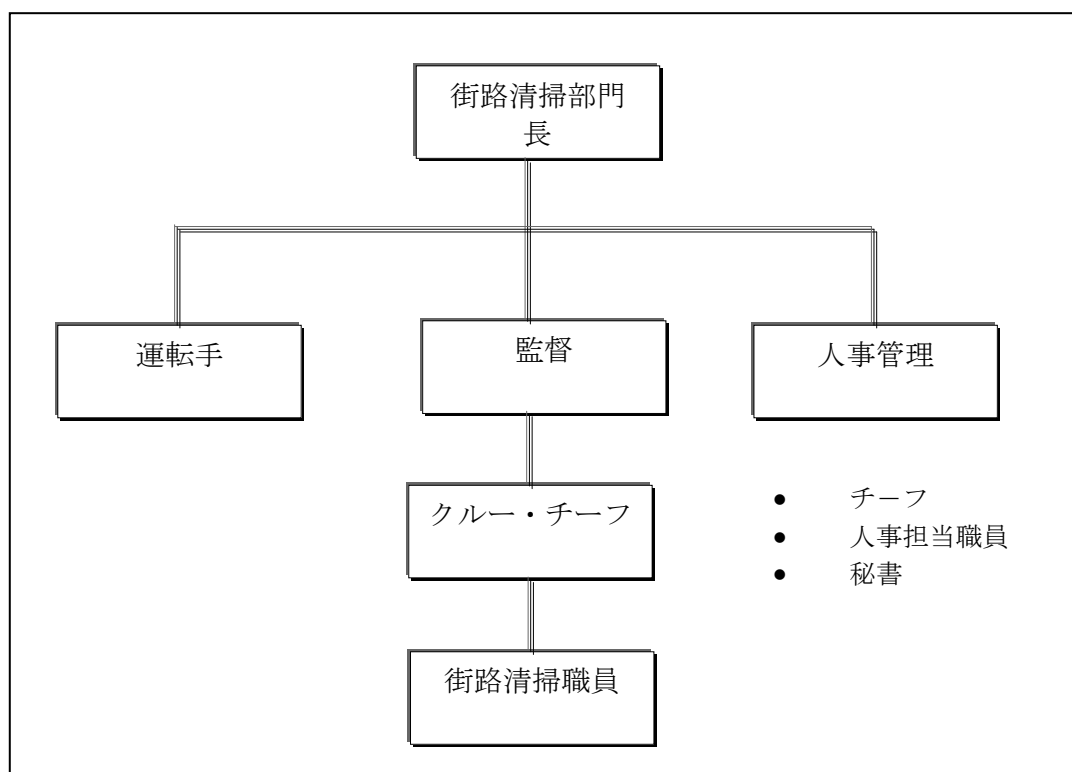 街路清掃部門
長
運転手
監督
人事管理
クルー・チーフ
● チーフ
● 人事担当職員
● 秘書
街路清掃職員